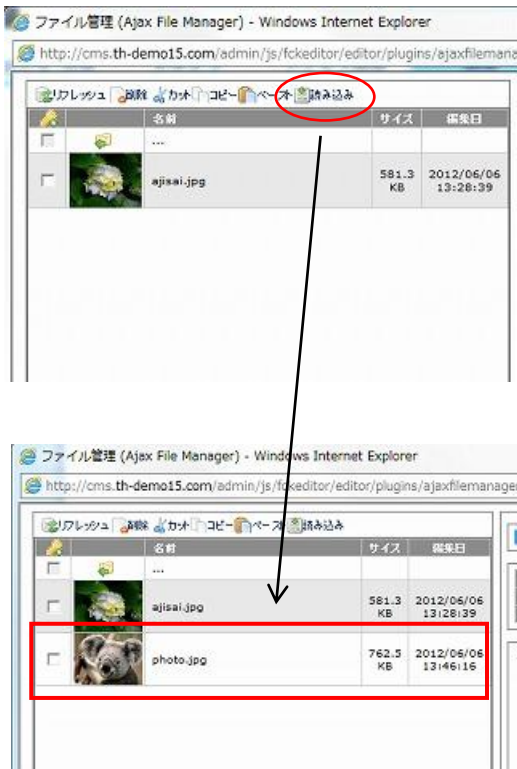 ファイル管理 (Ajax File Manager) - Windows Internet Explorer
http://cms.th-demo15.com/admin/js/fckeditor/editor/plugins/ajaxfilemana
リフレッシュ 削除 カット コピー ペースト 読み込み
名前 サイズ 編集日
...
ajisai.jpg 581.3 KB 2012/06/06 13:28:39
ファイル管理 (Ajax File Manager) - Windows Internet Explorer
http://cms.th-demo15.com/admin/js/fckeditor/editor/plugins/ajaxfilemanager
リフレッシュ 削除 カット コピー ペースト 読み込み
名前 サイズ 編集日
...
ajisai.jpg 581.3 KB 2012/06/06 13:28:39
photo.jpg 762.5 KB 2012/06/06 13:46:16